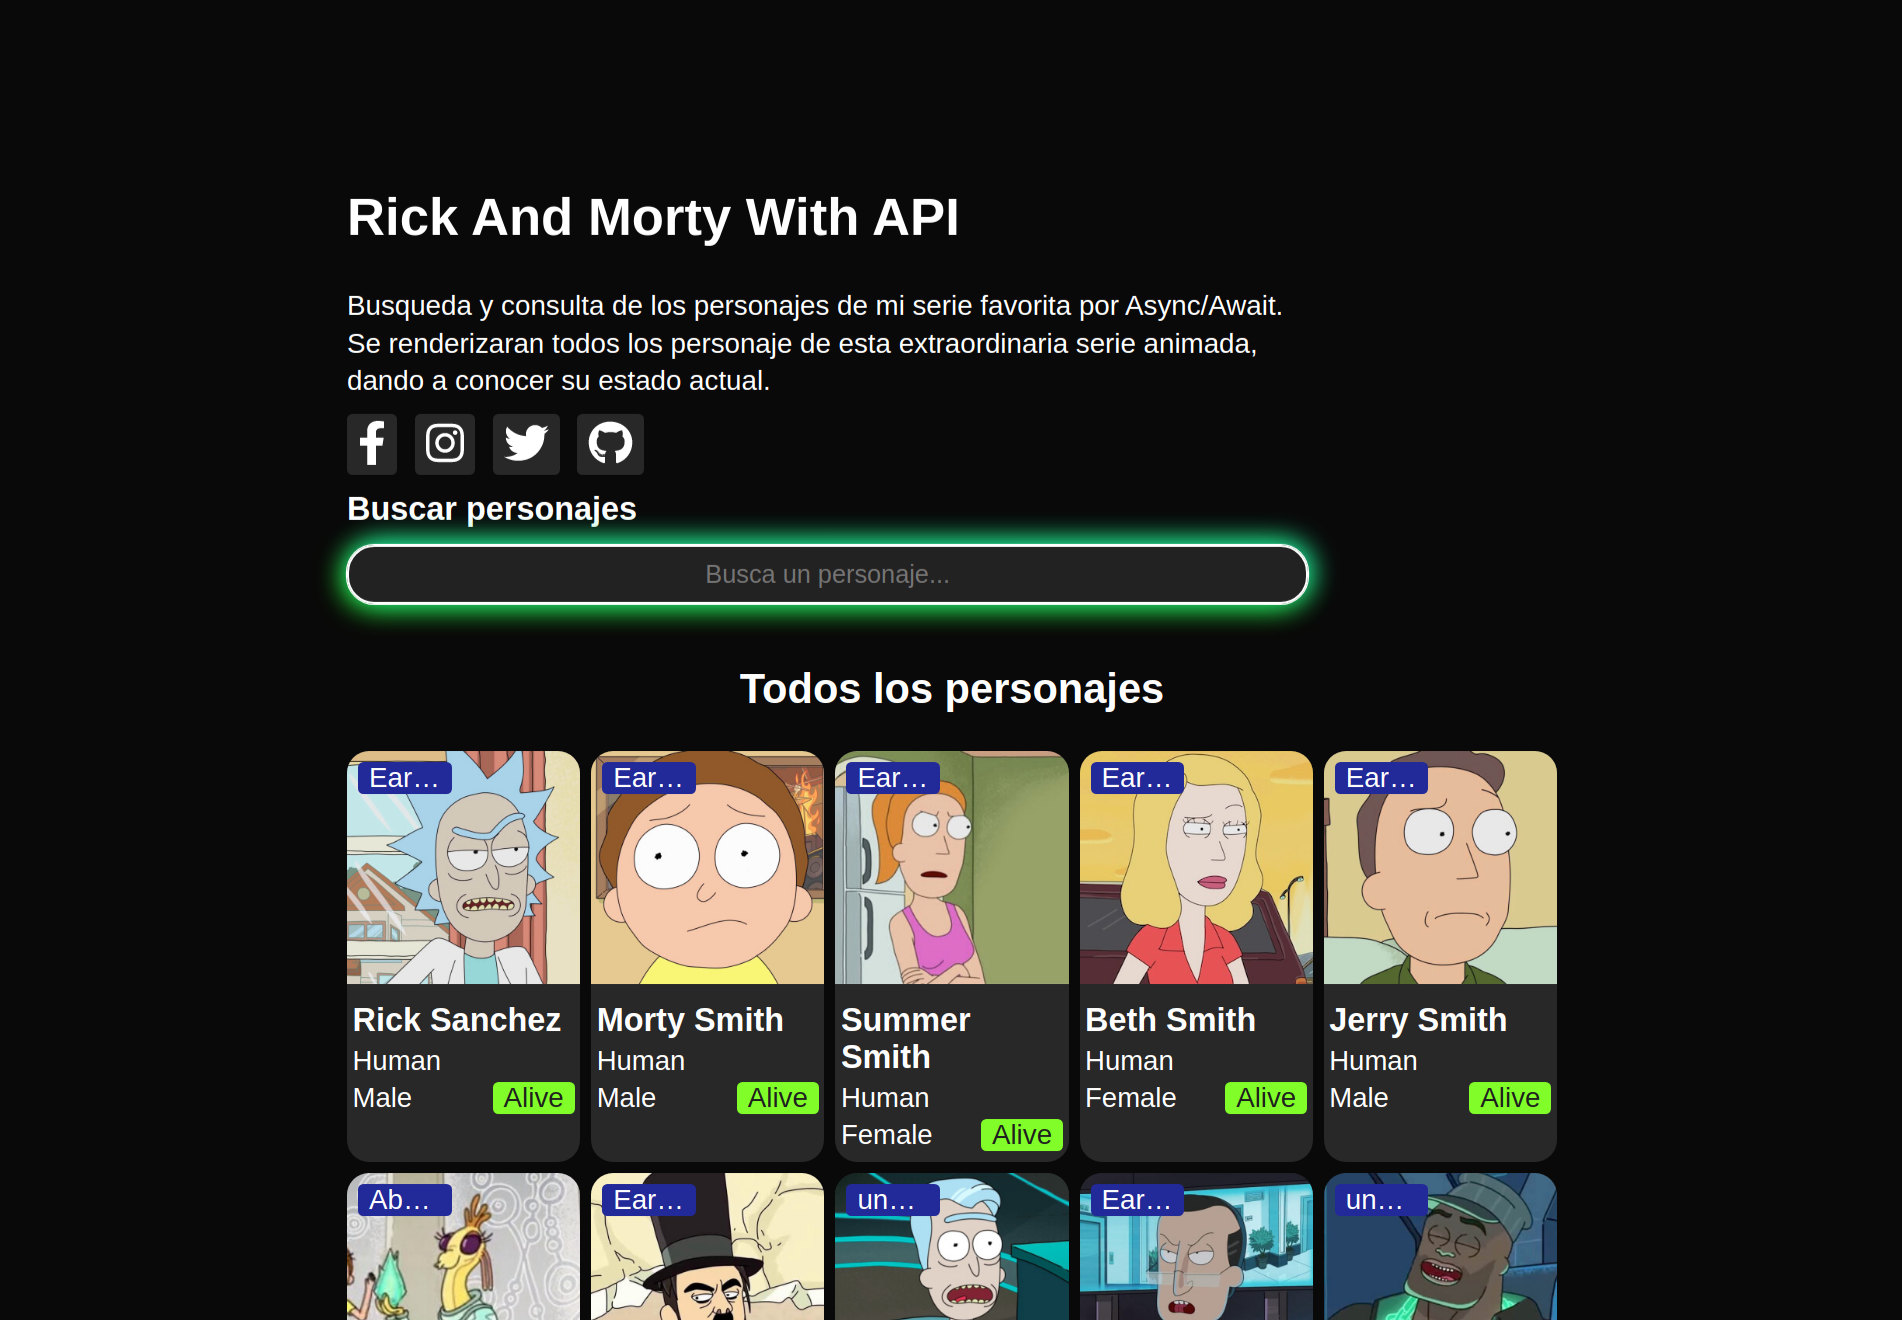 Rick And Morty With API
Busqueda y consulta de los personajes de mi serie favorita por Async/Await.
Se renderizaran todos los personaje de esta extraordinaria serie animada,
dando a conocer su estado actual.
Buscar personajes
Busca un personaje...
Todos los personajes
Ear...
Ear...
Ear...
Ear...
Ear...
Rick Sanchez
Human
Male
Alive
Morty Smith
Human
Male
Alive
Summer
Smith
Human
Female
Alive
Beth Smith
Human
Female
Alive
Jerry Smith
Human
Male
Alive
Ab...
Ear...
un...
Ear...
un...